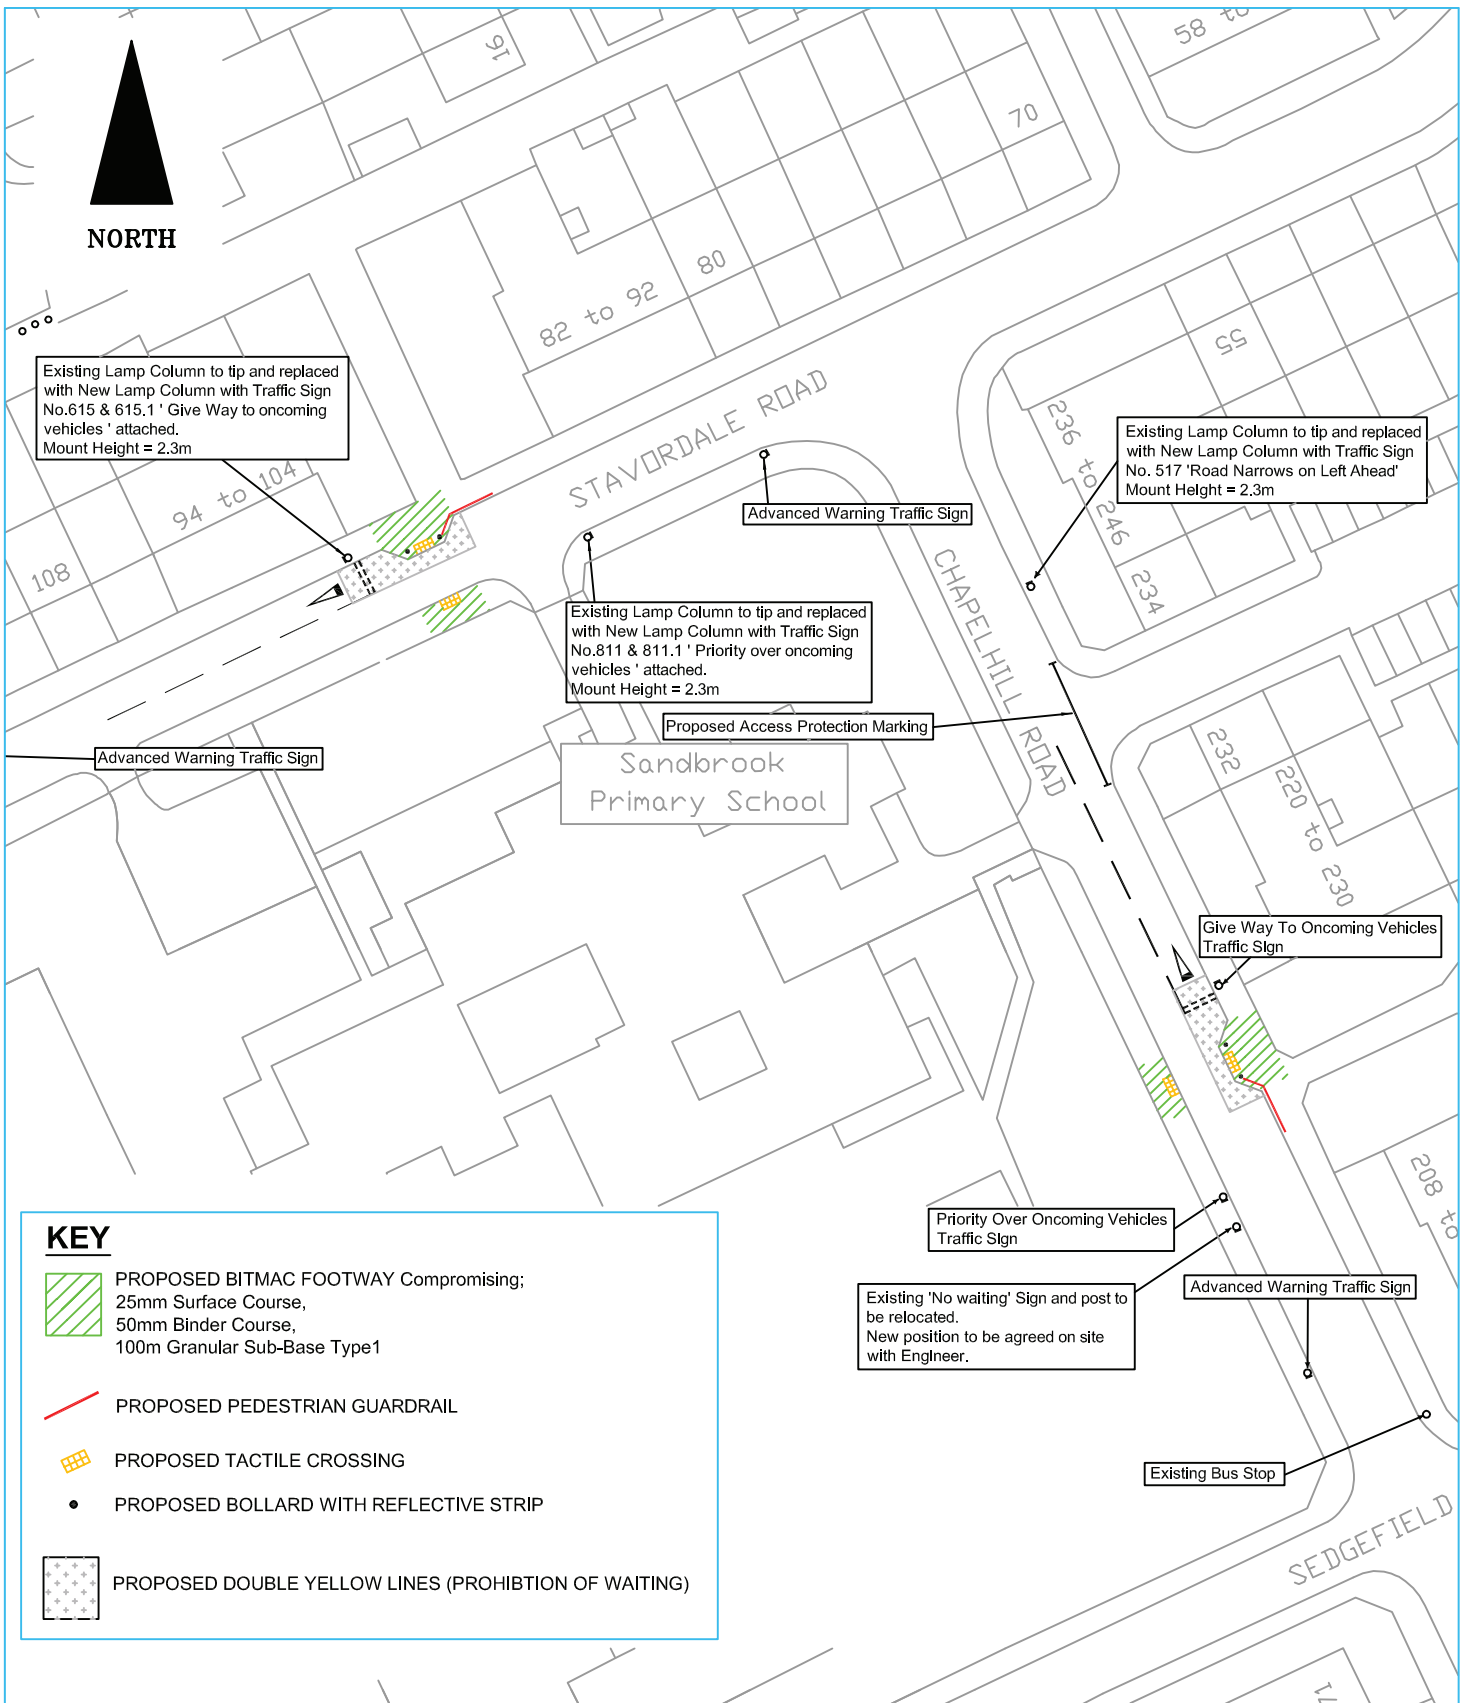 16
58 to
70
NORTH
80
82 to 92
55
Existing Lamp Column to tip and replaced
with New Lamp Column with Traffic Sign
No.615 & 615.1 ' Give Way to oncoming
vehicles ' attached.
Mount Height = 2.3m
STAVORDALE ROAD
236 to 246
Existing Lamp Column to tip and replaced
with New Lamp Column with Traffic Sign
No. 517 'Road Narrows on Left Ahead'
Mount Height = 2.3m
94 to 104
Advanced Warning Traffic Sign
108
234
CHAPELHILL ROAD
Existing Lamp Column to tip and replaced
with New Lamp Column with Traffic Sign
No.811 & 811.1 ' Priority over oncoming
vehicles ' attached.
Mount Height = 2.3m
Proposed Access Protection Marking
Advanced Warning Traffic Sign
Sandbrook
Primary School
232
220 to 230
Give Way To Oncoming Vehicles
Traffic Sign
208 to
Priority Over Oncoming Vehicles
Traffic Sign
Existing 'No waiting' Sign and post to
be relocated.
New position to be agreed on site
with Engineer.
Advanced Warning Traffic Sign
Existing Bus Stop
SEDGEFIELD
71
KEY
PROPOSED BITMAC FOOTWAY Compromising;
25mm Surface Course,
50mm Binder Course,
100m Granular Sub-Base Type1
PROPOSED PEDESTRIAN GUARDRAIL
PROPOSED TACTILE CROSSING
PROPOSED BOLLARD WITH REFLECTIVE STRIP
PROPOSED DOUBLE YELLOW LINES (PROHIBTION OF WAITING)